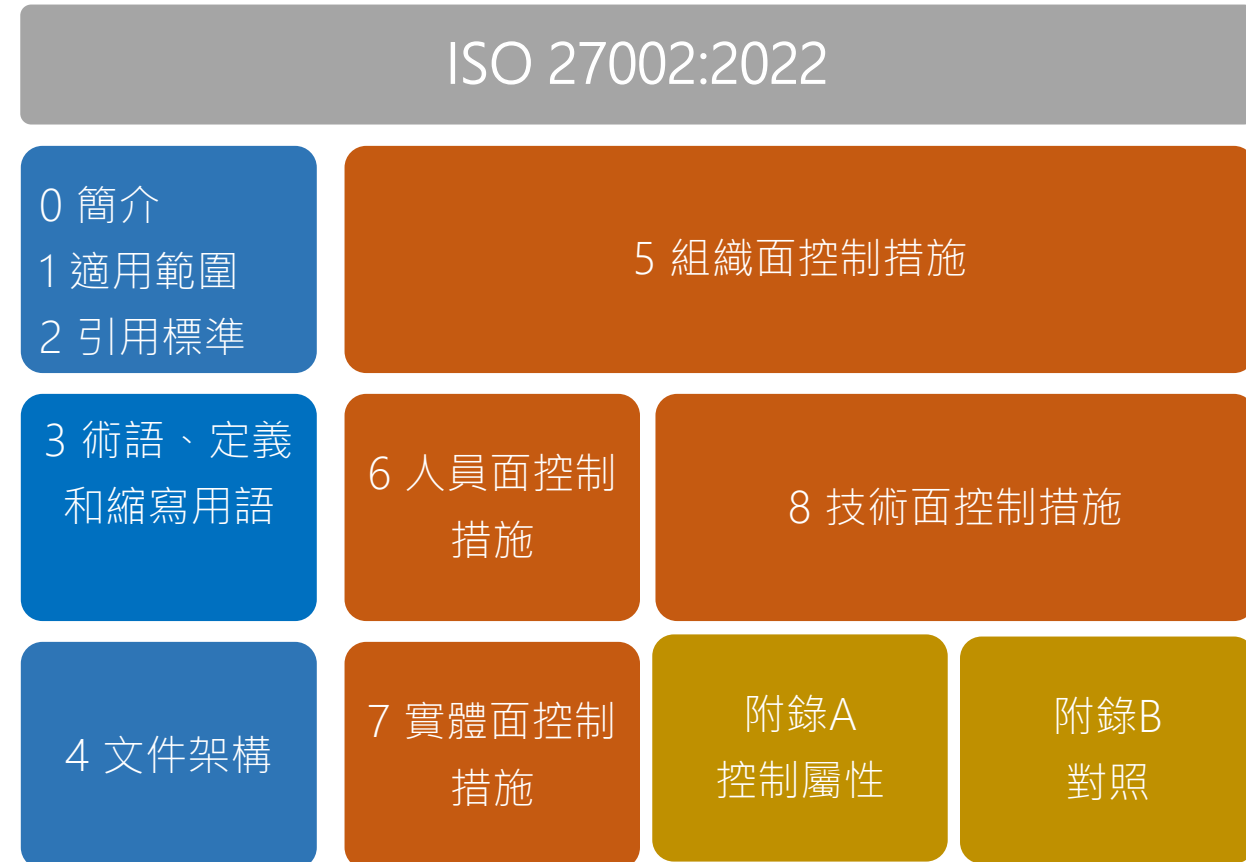 ISO 27002:2022
0 簡介
1 適用範圍
2 引用標準
5 組織面控制措施
3 術語、定義
和縮寫用語
6 人員面控制
措施
8 技術面控制措施
4 文件架構
7 實體面控制
措施
附錄A
控制屬性
附錄B
對照